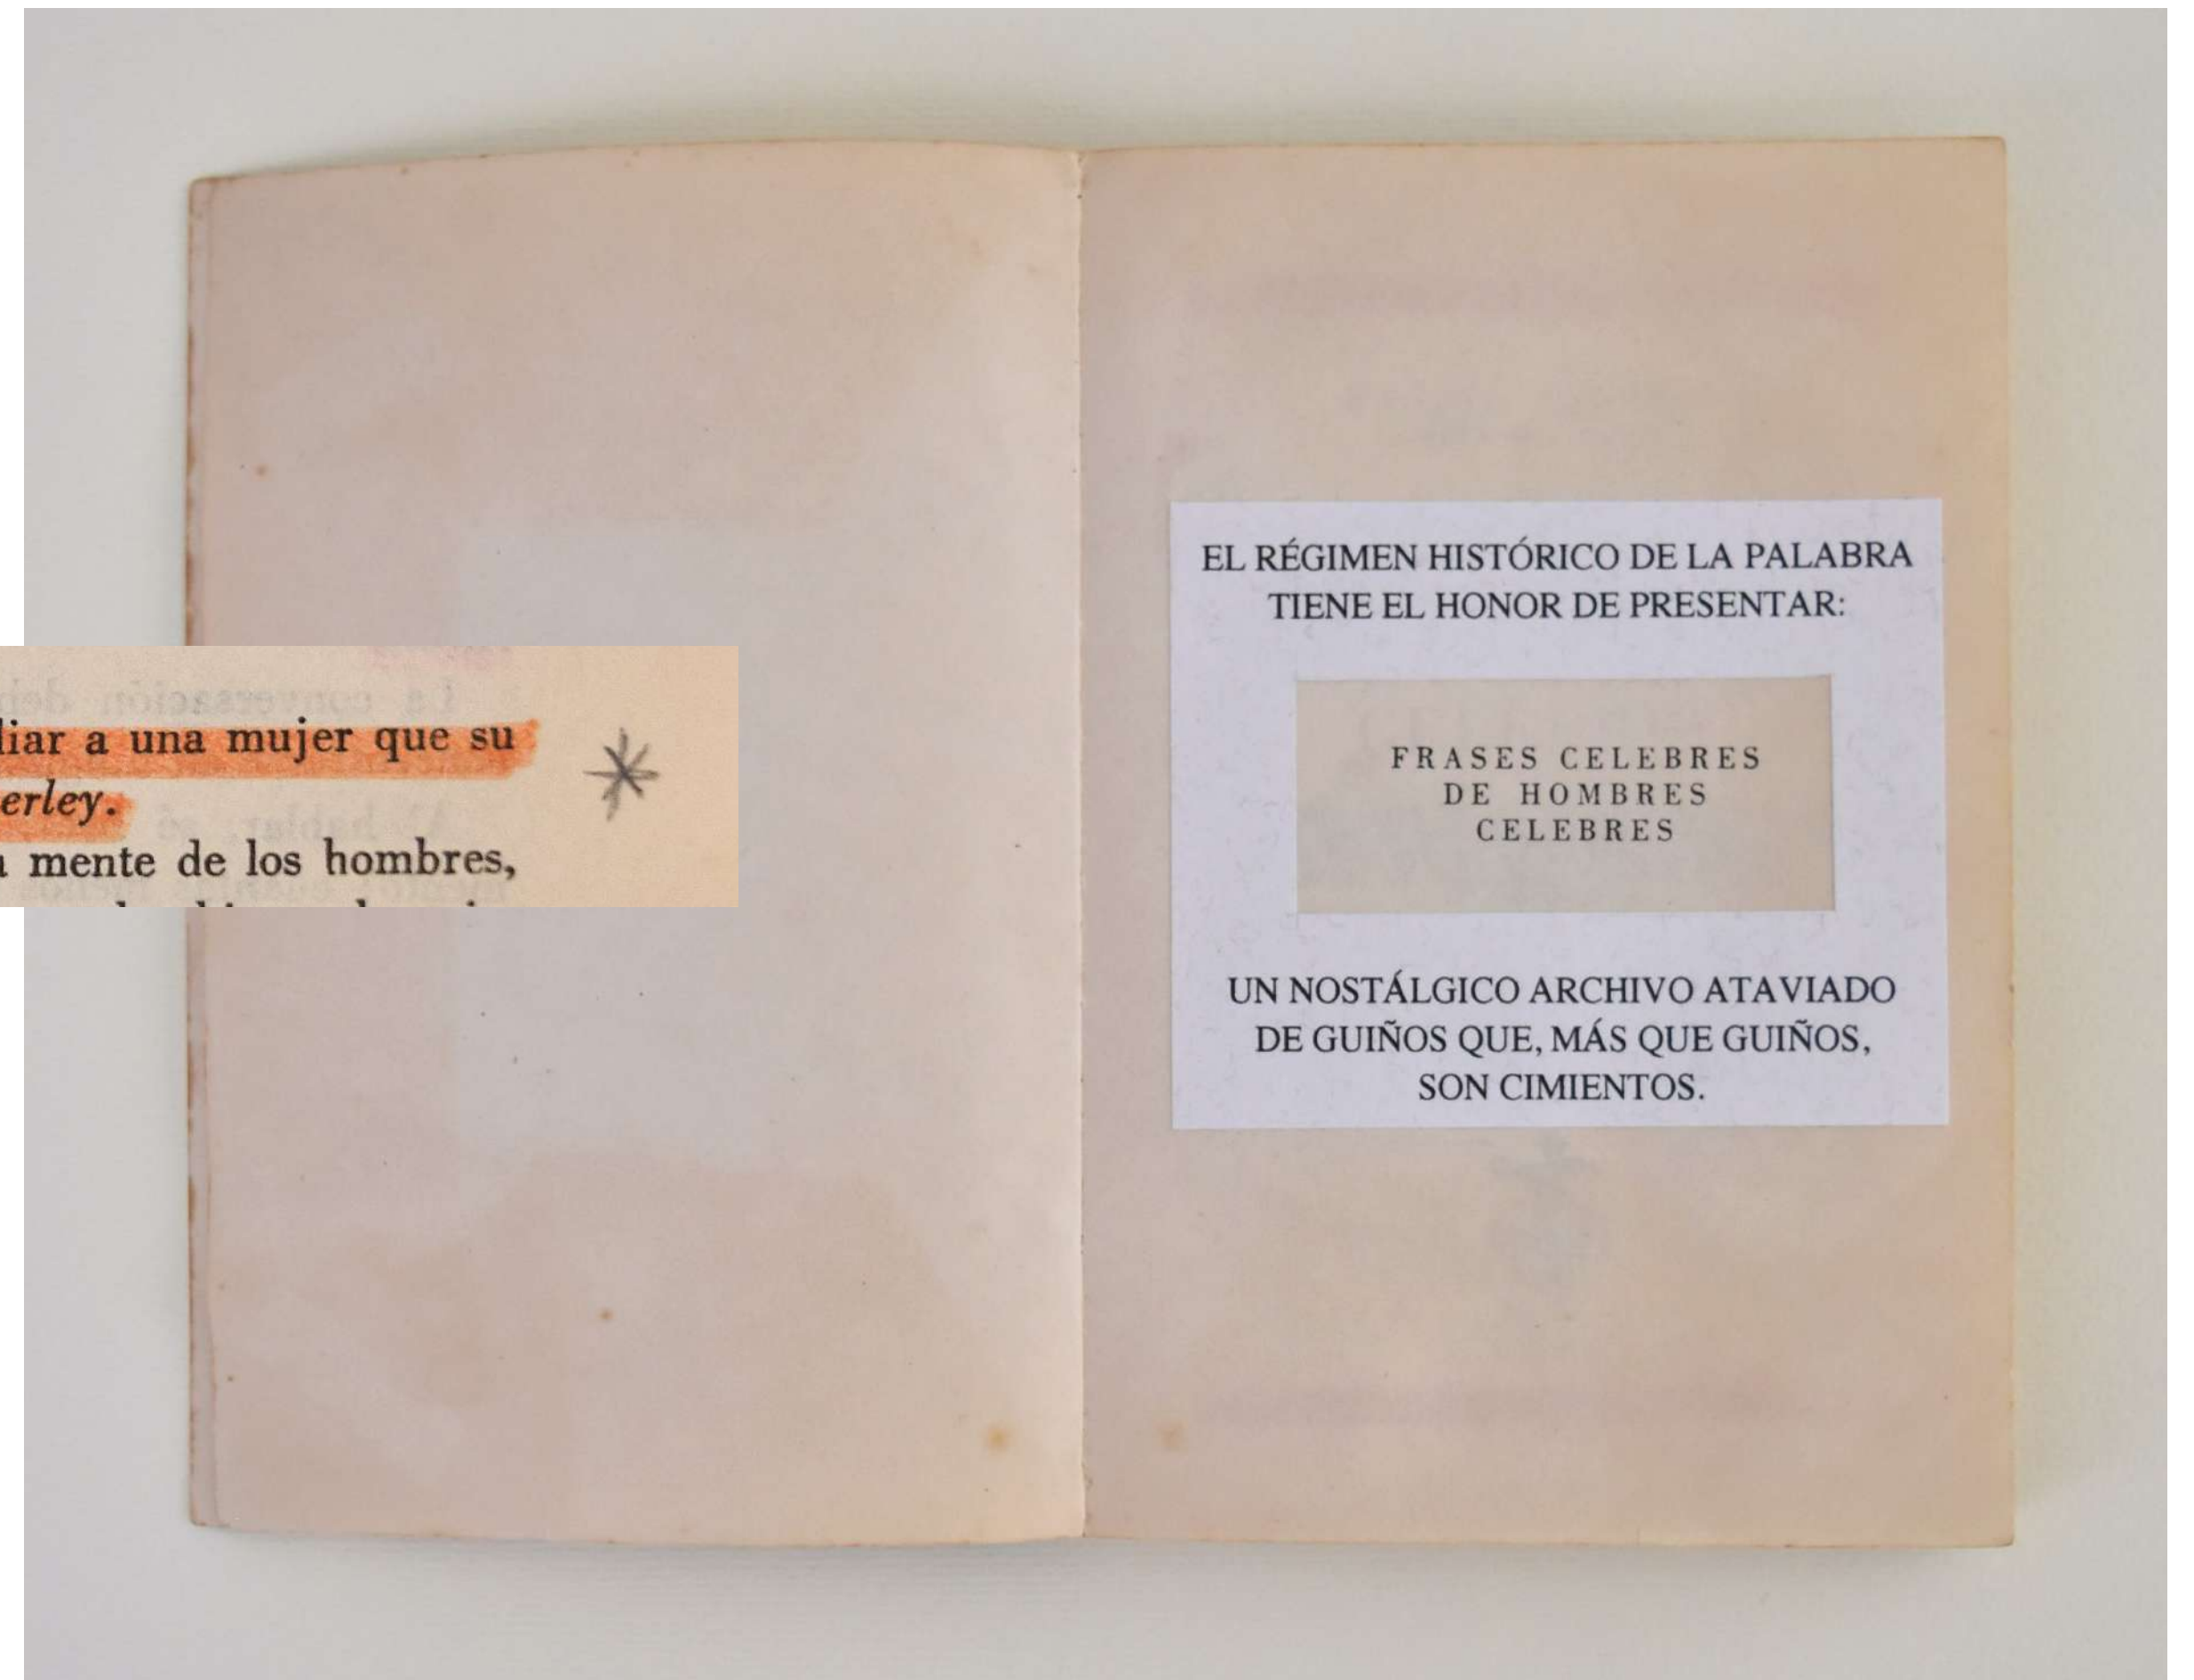 liar a una mujer que su
erley.
mente de los hombres,
EL RÉGIMEN HISTÓRICO DE LA PALABRA
TIENE EL HONOR DE PRESENTAR:
FRASES CELEBRES
DE HOMBRES
CELEBRES
UN NOSTÁLGICO ARCHIVO ATAVIADO
DE GUIÑOS QUE, MÁS QUE GUIÑOS,
SON CIMIENTOS.